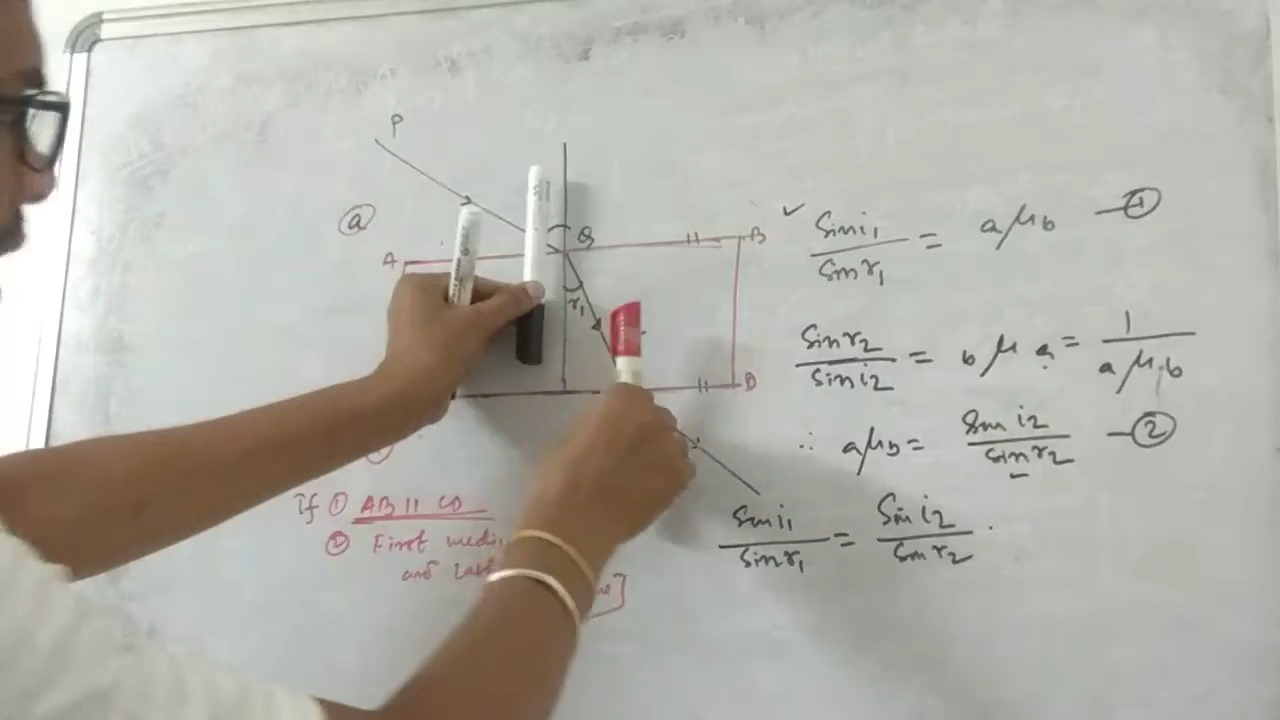 P
ⓐ
A
Q
B
r₁
D
If ① AB || CD
② First
and
✓ Sin i₁ / Sin r₁ = aμb — ①
Sin r₂ / Sin i₂ = bμa = 1 / aμb
∴ aμb = Sin i₂ / Sin r₂ — ②
Sin i₁ / Sin r₁ = Sin i₂ / Sin r₂ .